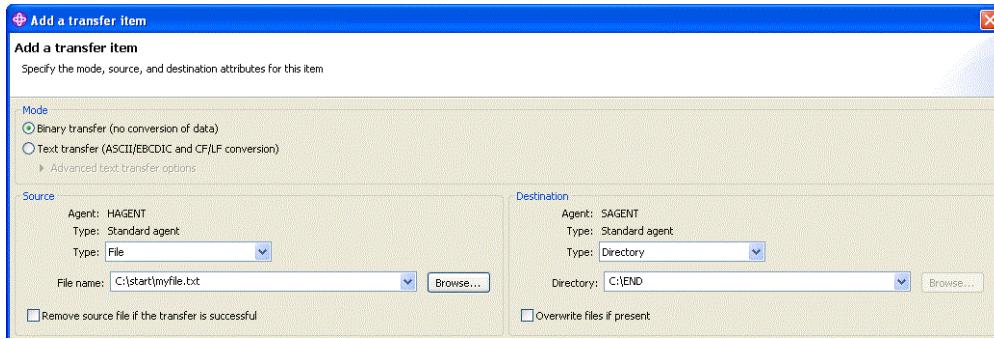 Add a transfer item
Add a transfer item
Specify the mode, source, and destination attributes for this item
Mode
Binary transfer (no conversion of data)
Text transfer (ASCII/EBCDIC and CF/LF conversion)
Advanced text transfer options
Source
Agent: HAGENT
Type: Standard agent
Type: File
File name: C:\start\myfile.txt Browse...
Remove source file if the transfer is successful
Destination
Agent: SAGENT
Type: Standard agent
Type: Directory
Directory: C:\END Browse...
Overwrite files if present